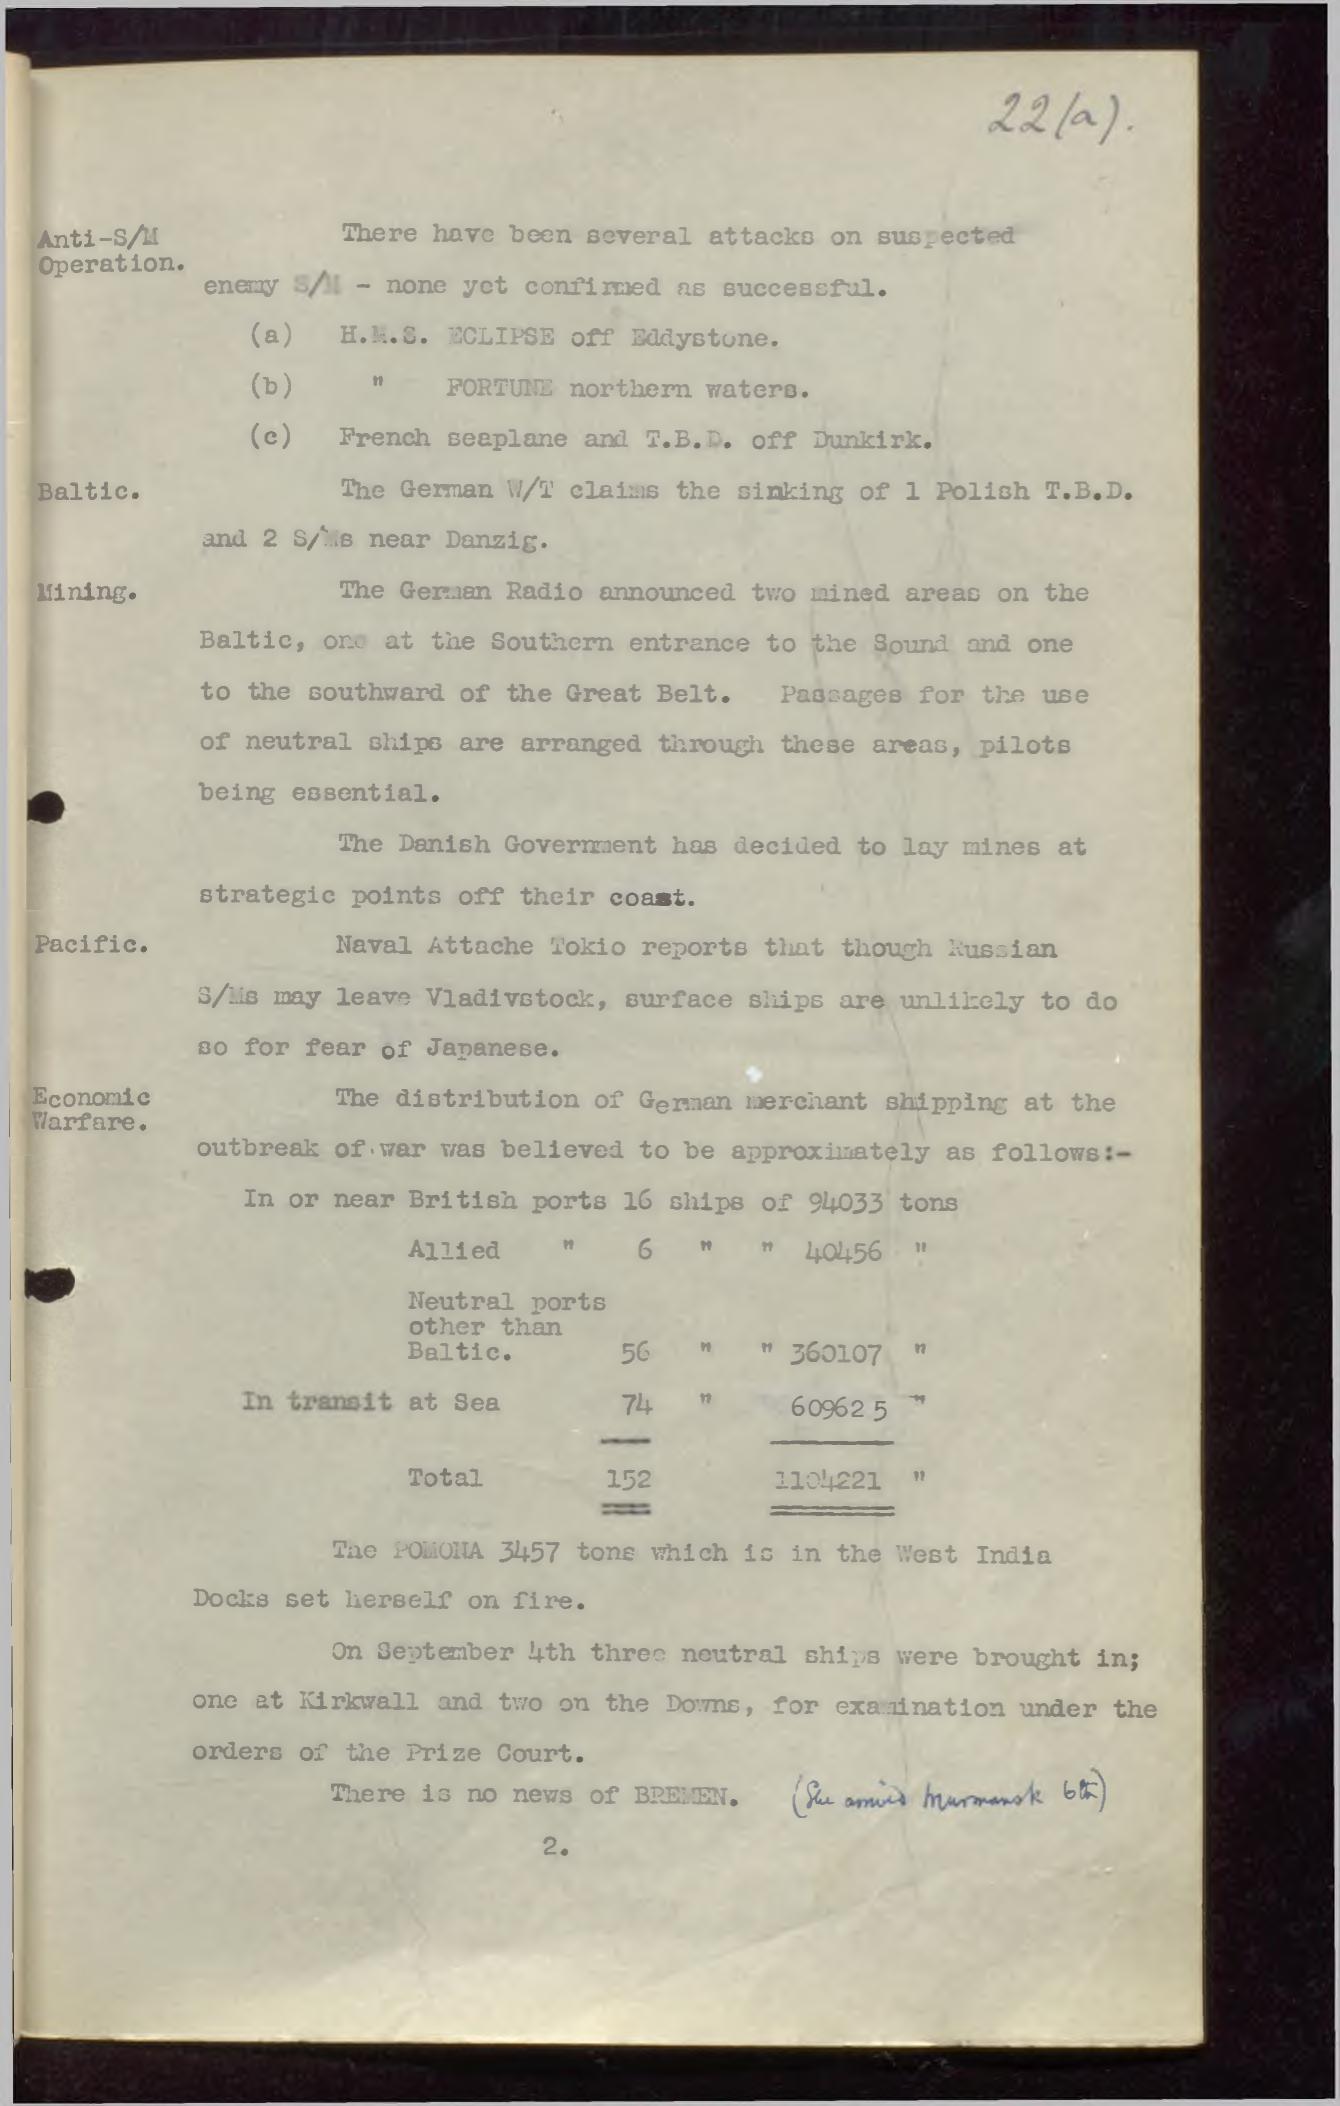 22(a).
Anti-S/M There have been several attacks on suspected
Operation.
enemy S/M - none yet confirmed as successful.
(a) H.M.S. ECLIPSE off Eddystone.
(b) " FORTUNE northern waters.
(c) French seaplane and T.B.D. off Dunkirk.
Baltic. The German W/T claims the sinking of 1 Polish T.B.D.
and 2 S/Ms near Danzig.
Mining. The German Radio announced two mined areas on the
Baltic, one at the Southern entrance to the Sound and one
to the southward of the Great Belt. Passages for the use
of neutral ships are arranged through these areas, pilots
being essential.
The Danish Government has decided to lay mines at
strategic points off their coast.
Pacific. Naval Attache Tokio reports that though Russian
S/Ms may leave Vladivstock, surface ships are unlikely to do
so for fear of Japanese.
Economic The distribution of German merchant shipping at the
Warfare.
outbreak of war was believed to be approximately as follows:-
In or near British ports 16 ships of 94033 tons
Allied " 6 " " 40456 "
Neutral ports
other than
Baltic. 56 " " 360107 "
In transit at Sea 74 " 609625 "
Total 152 1104221 "
The POMONA 3457 tons which is in the West India
Docks set herself on fire.
On September 4th three neutral ships were brought in;
one at Kirkwall and two on the Downs, for examination under the
orders of the Prize Court.
There is no news of BREMEN. (She arrived Murmansk 6th)
2.